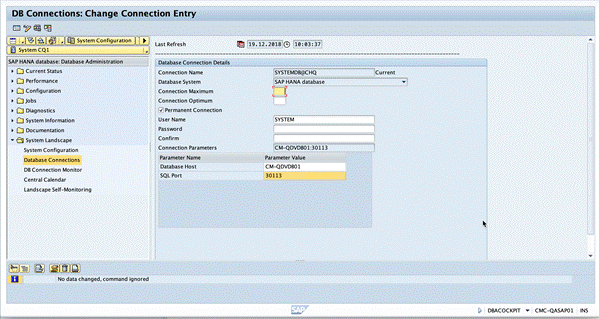 DB Connections: Change Connection Entry
System Configuration
System CQ1
SAP HANA database: Database Administration
Current Status
Performance
Configuration
Jobs
Diagnostics
System Information
Documentation
System Landscape
System Configuration
Database Connections
DB Connection Monitor
Central Calendar
Landscape Self-Monitoring
Last Refresh 19.12.2018 10:03:37
Database Connection Details
Connection Name SYSTEMDB@CHQ Current
Database System SAP HANA database
Connection Maximum
Connection Optimum
Permanent Connection
User Name SYSTEM
Password
Confirm
Connection Parameters CM-QDVDB01:30113
Parameter Name Parameter Value
Database Host CM-QDVDB01
SQL Port 30113
No data changed, command ignored
SAP
DBACOCKPIT CMC-QASAP01 INS